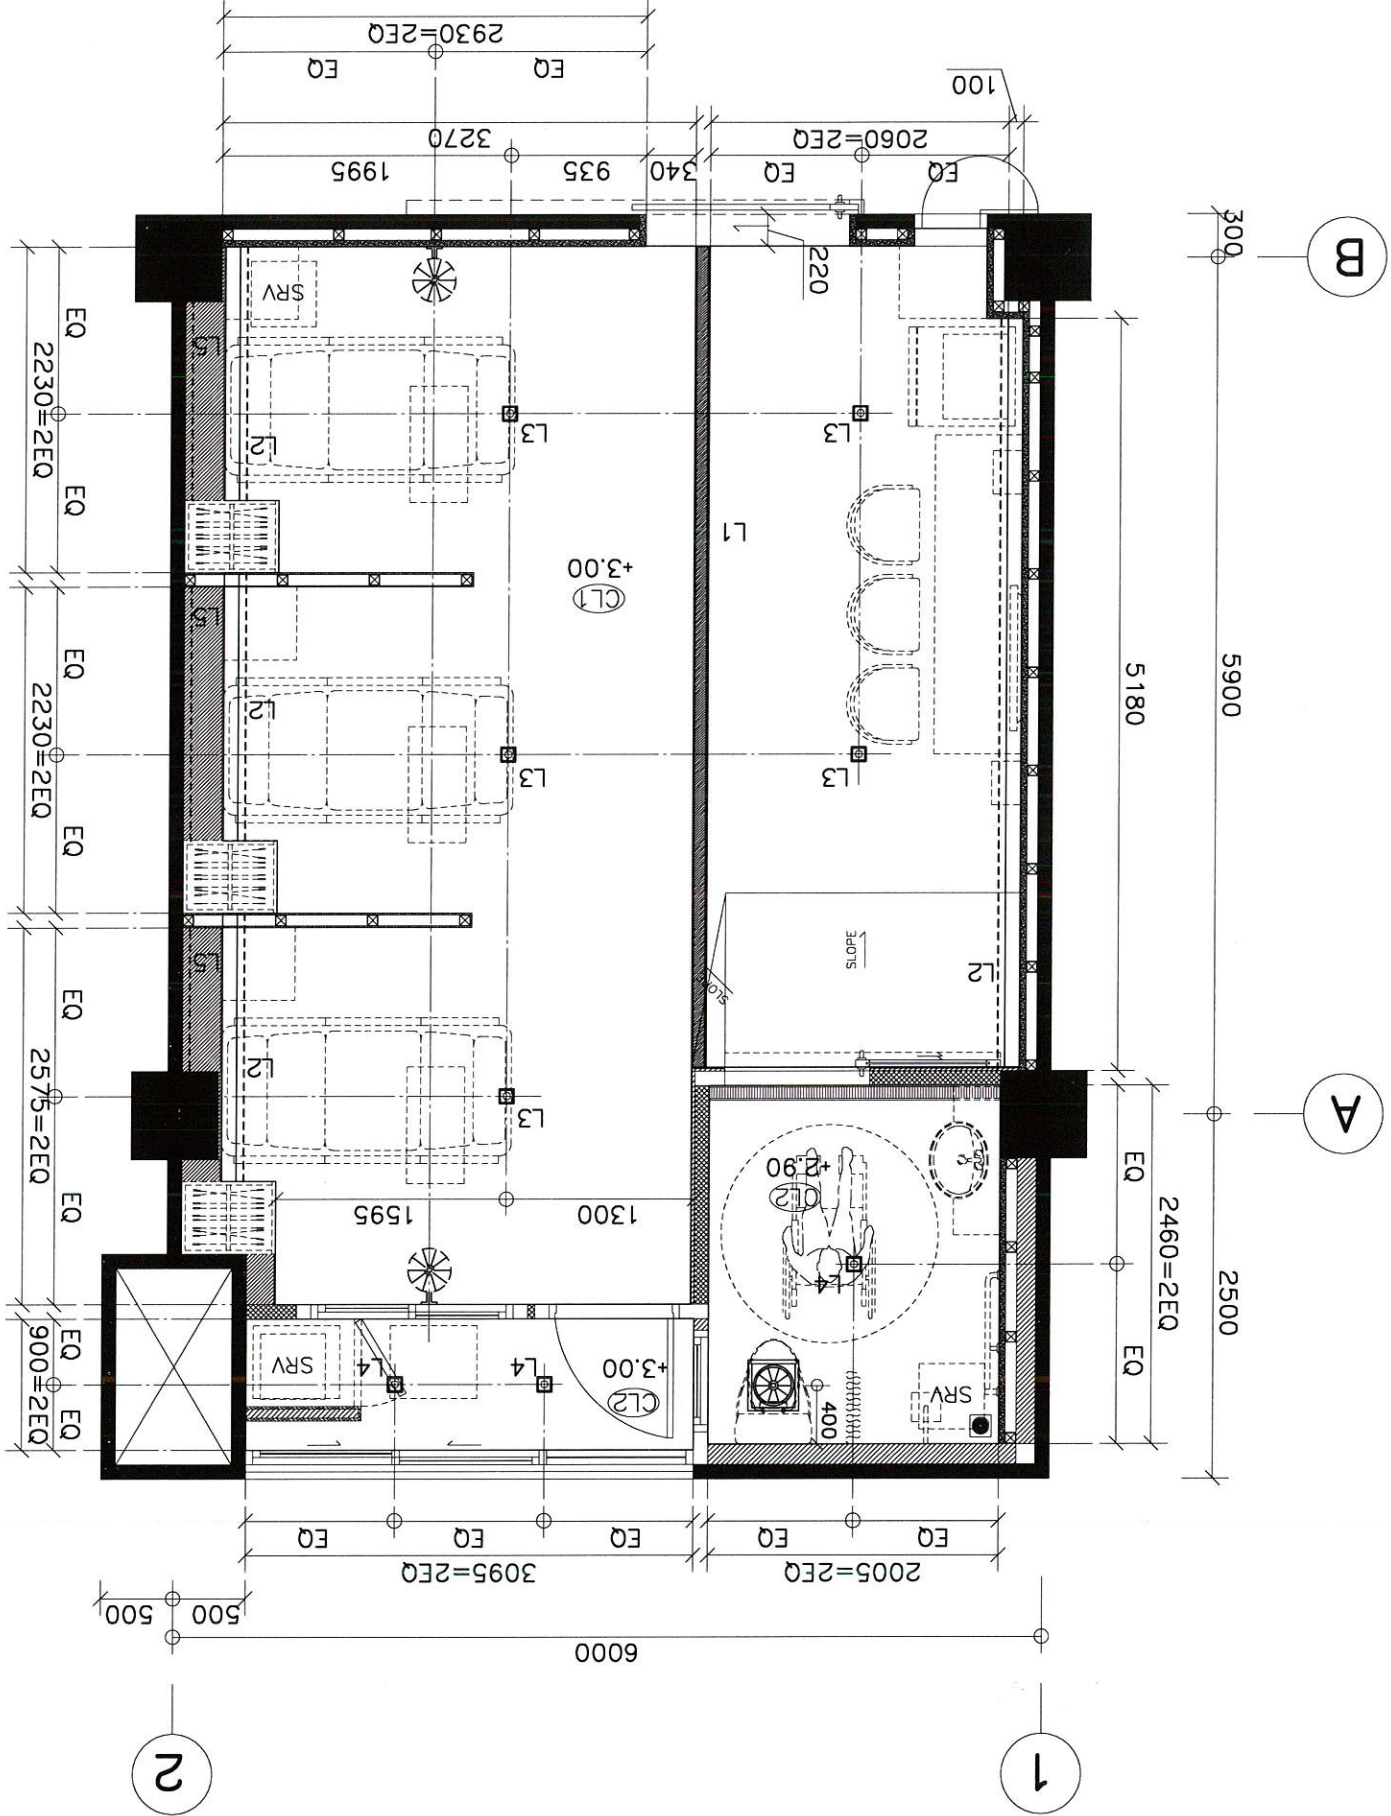 1
2
6000
500
500
2005=2EQ
3095=2EQ
EQ
EQ
EQ
EQ
EQ
2500
2460=2EQ
EQ
EQ
SRV
400
CL2
+3.00
L4
L4
SRV
EQ
EQ
900=2EQ
L4
CL2
+2.90
1300
1595
A
L3
L2
EQ
EQ
2575=2EQ
L2
SLOPE
SLOPE
L5
5900
5180
L3
L3
L2
EQ
EQ
2230=2EQ
L5
CL1
+3.00
L1
L3
L3
L2
EQ
EQ
2230=2EQ
L5
SRV
B
300
220
EQ
EQ
340
935
1995
2060=2EQ
3270
100
EQ
EQ
2930=2EQ